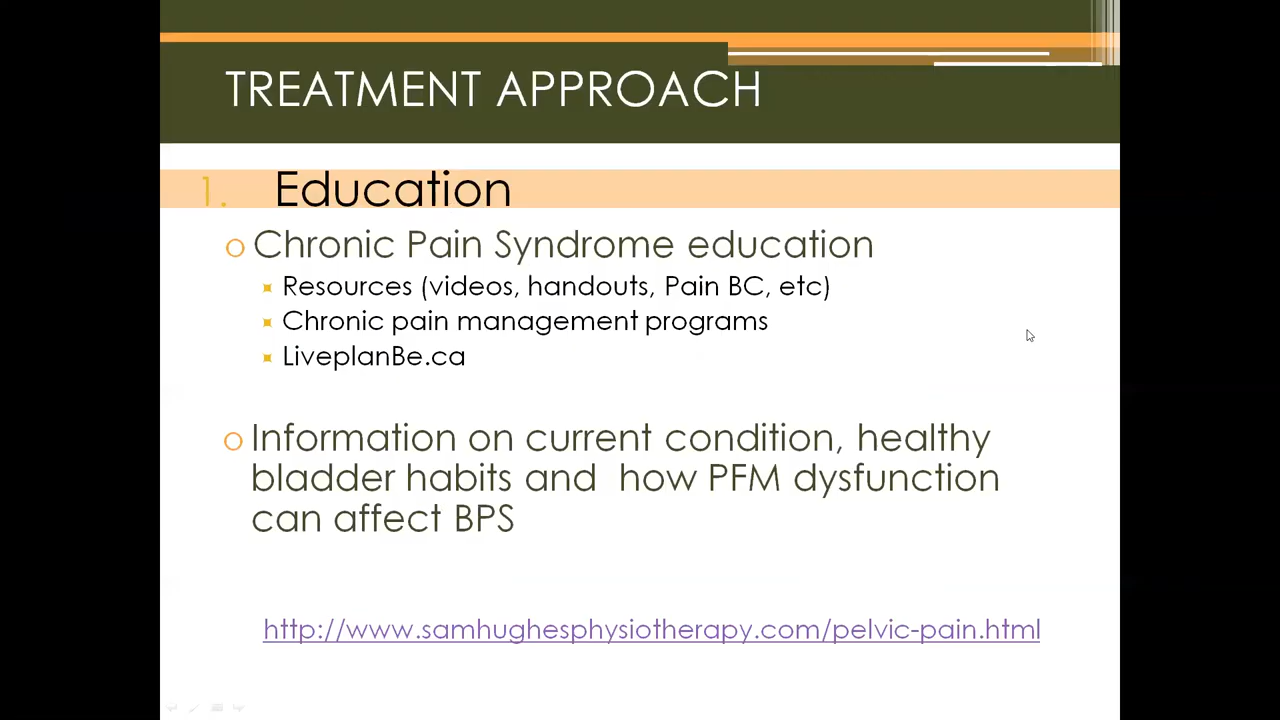 TREATMENT APPROACH
1. Education
Chronic Pain Syndrome education
Resources (videos, handouts, Pain BC, etc)
Chronic pain management programs
LiveplanBe.ca
Information on current condition, healthy
bladder habits and how PFM dysfunction
can affect BPS
http://www.samhughesphysiotherapy.com/pelvic-pain.html